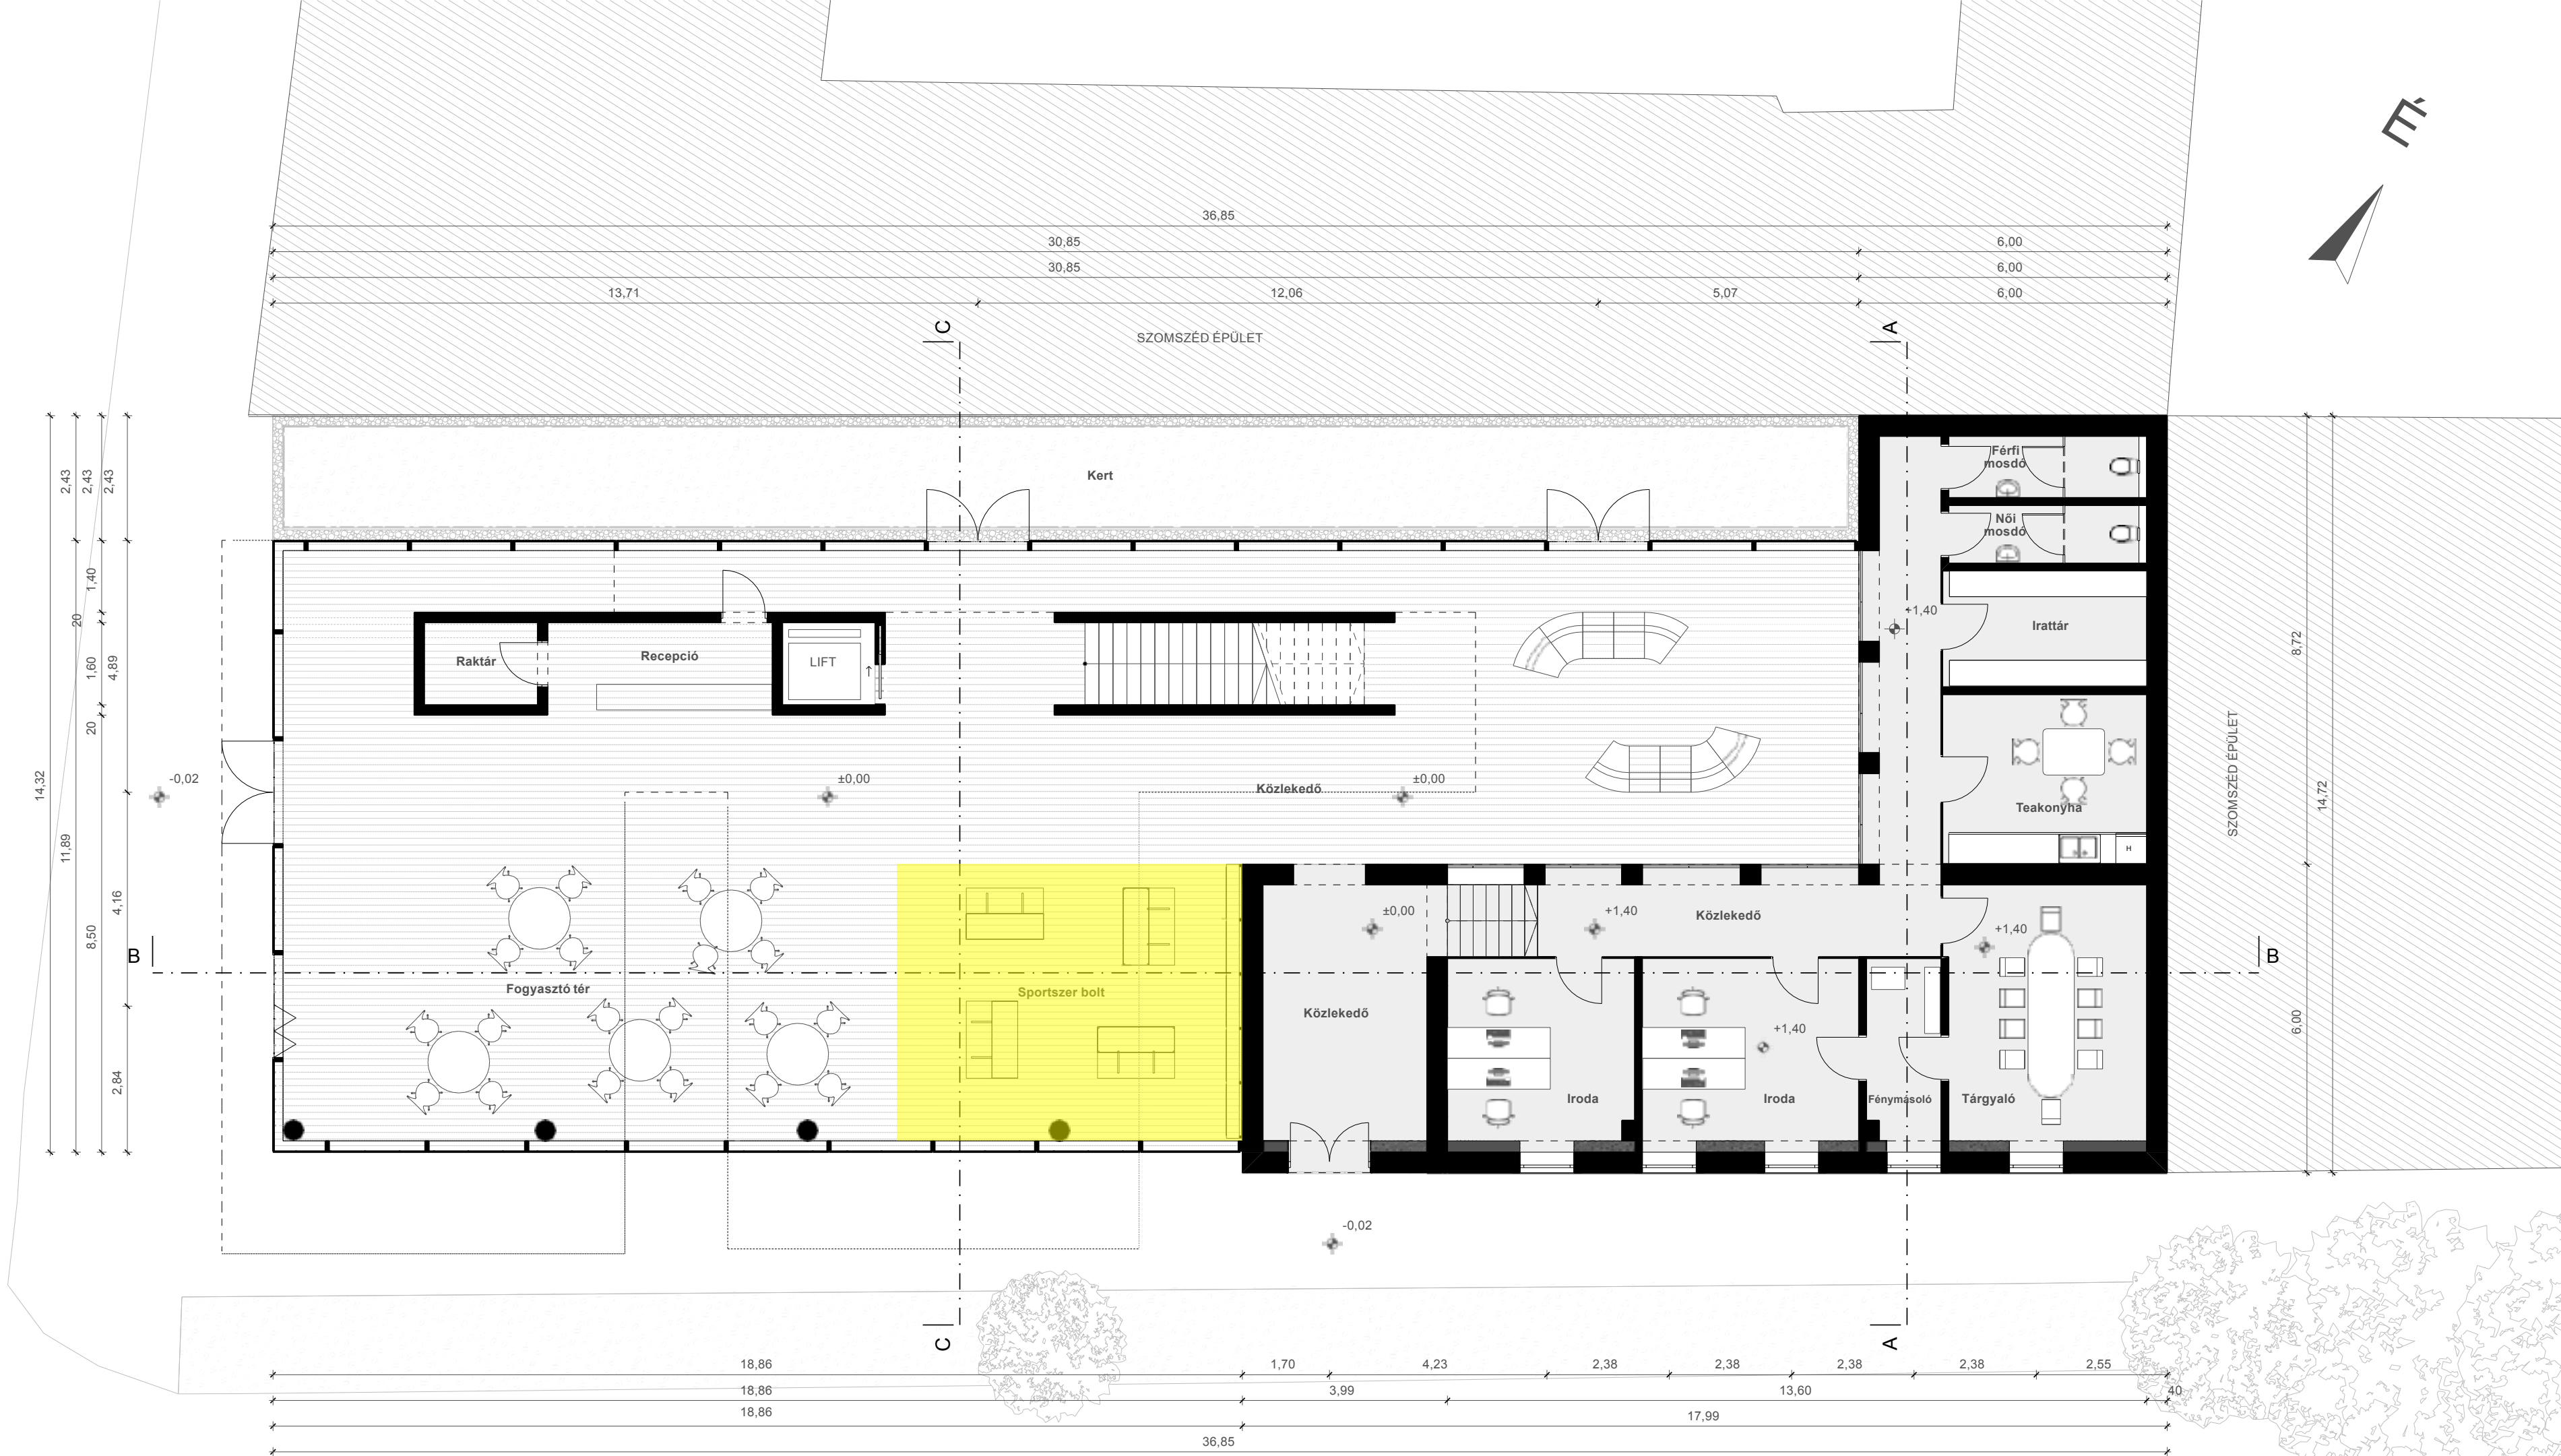 É
36,85
30,85
6,00
30,85
6,00
13,71
12,06
5,07
6,00
C
A
SZOMSZÉD ÉPÜLET
2,43
2,43
2,43
Kert
Férfi
mosdó
Női
mosdó
1,40
20
+1,40
Irattár
Raktár
Recepció
LIFT
1,60
4,89
8,72
20
-0,02
±0,00
±0,00
Közlekedő
14,32
14,72
SZOMSZÉD ÉPÜLET
Teakonyha
H
11,89
4,16
8,50
±0,00
+1,40
Közlekedő
+1,40
B
B
Fogyasztó tér
Sportszer bolt
Közlekedő
+1,40
6,00
2,84
Iroda
Iroda
Fénymásoló
Tárgyaló
-0,02
C
A
18,86
1,70
4,23
2,38
2,38
2,38
2,38
2,55
18,86
3,99
13,60
40
18,86
17,99
36,85